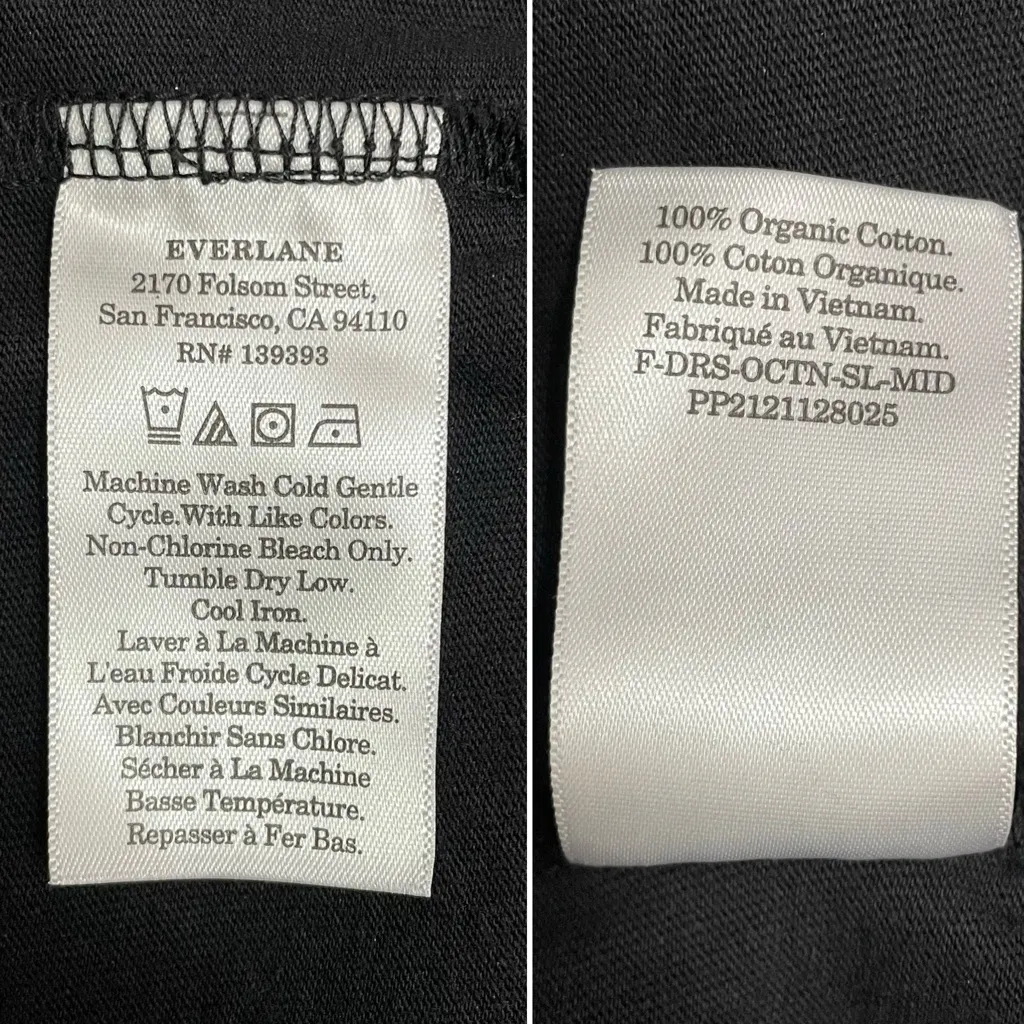 EVERLANE
2170 Folsom Street,
San Francisco, CA 94110
RN# 139393
Machine Wash Cold Gentle
Cycle.With Like Colors.
Non-Chlorine Bleach Only.
Tumble Dry Low.
Cool Iron.
Laver à La Machine à
L'eau Froide Cycle Delicat.
Avec Couleurs Similaires.
Blanchir Sans Chlore.
Sécher à La Machine
Basse Température.
Repasser à Fer Bas.
100% Organic Cotton.
100% Coton Organique.
Made in Vietnam.
Fabriqué au Vietnam.
F-DRS-OCTN-SL-MID
PP2121128025